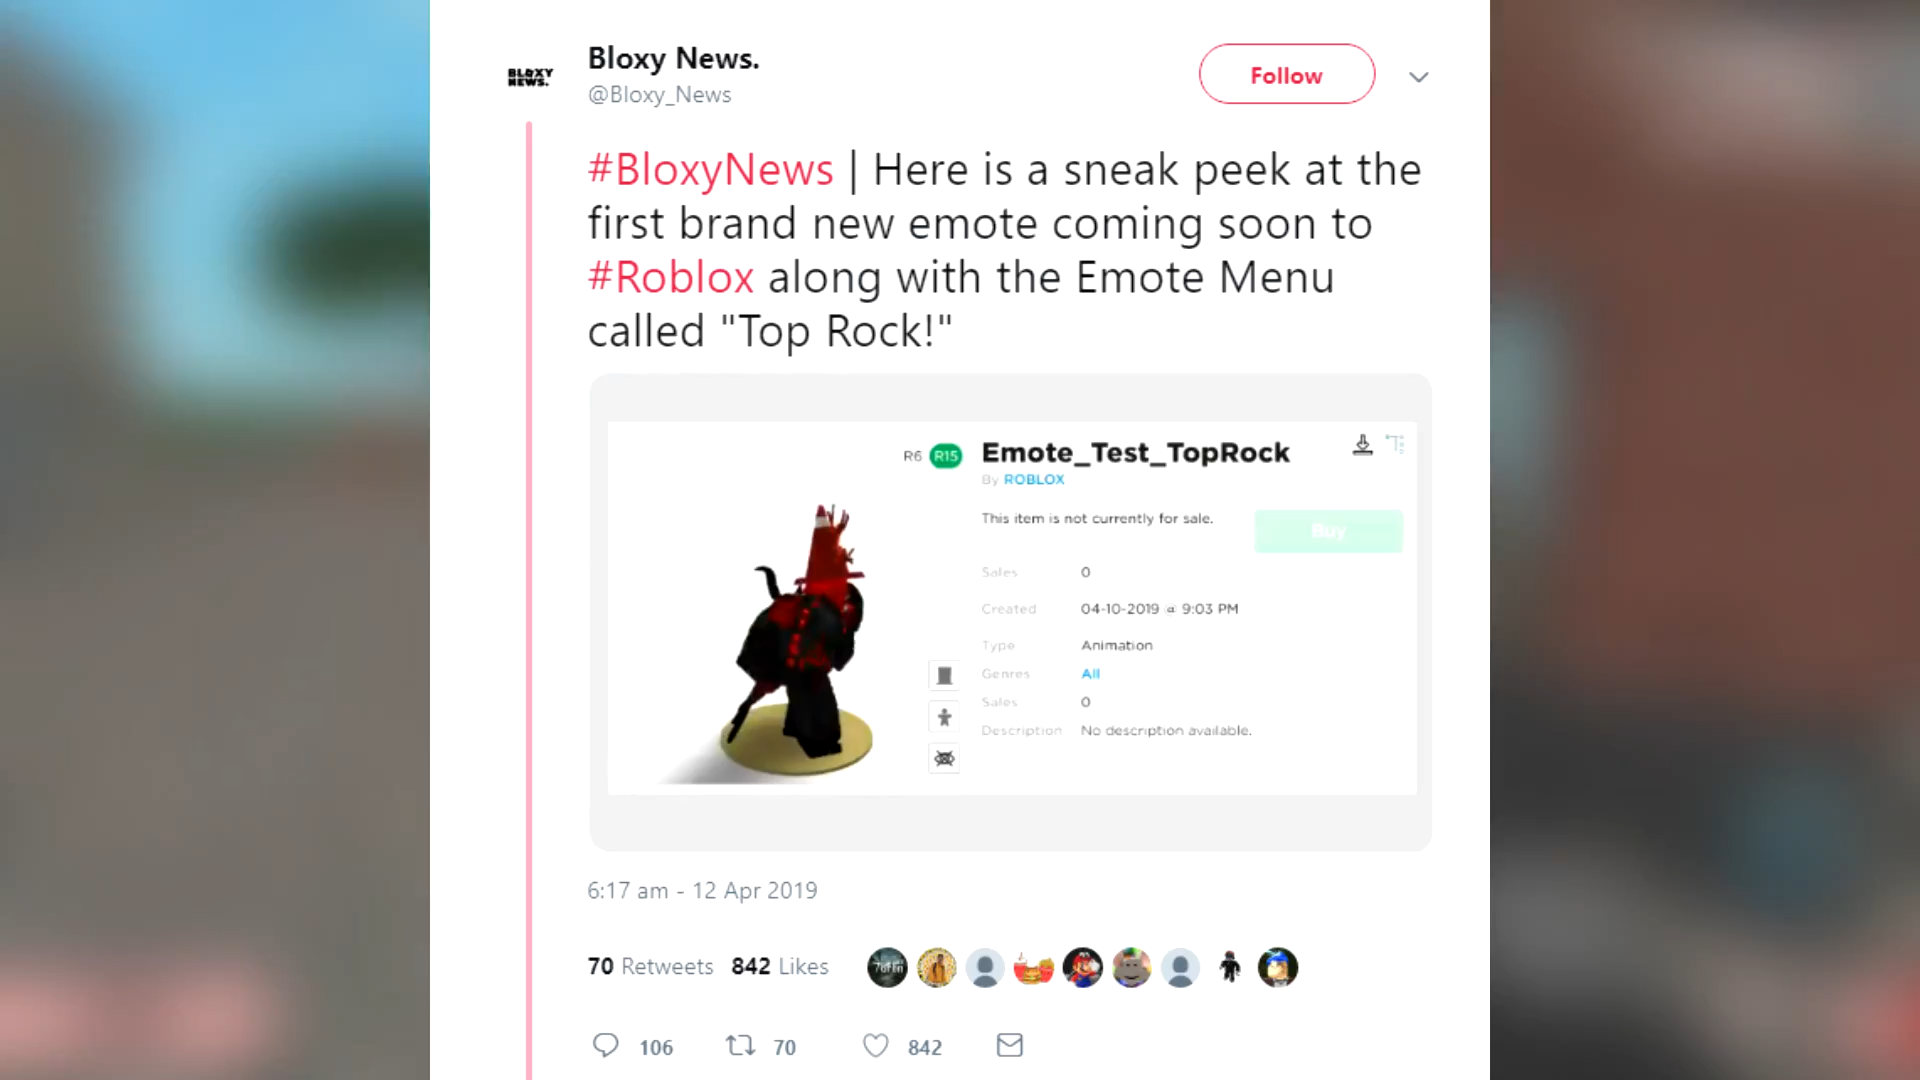 BLOXY
NEWS.
Bloxy News.
@Bloxy_News
Follow
#BloxyNews | Here is a sneak peek at the
first brand new emote coming soon to
#Roblox along with the Emote Menu
called "Top Rock!"
R6 R15
Emote_Test_TopRock
By ROBLOX
This item is not currently for sale.
Buy
Sales 0
Created 04-10-2019 @ 9:03 PM
Type Animation
Genres All
Sales 0
Description No description available.
6:17 am - 12 Apr 2019
70 Retweets 842 Likes
106 70 842